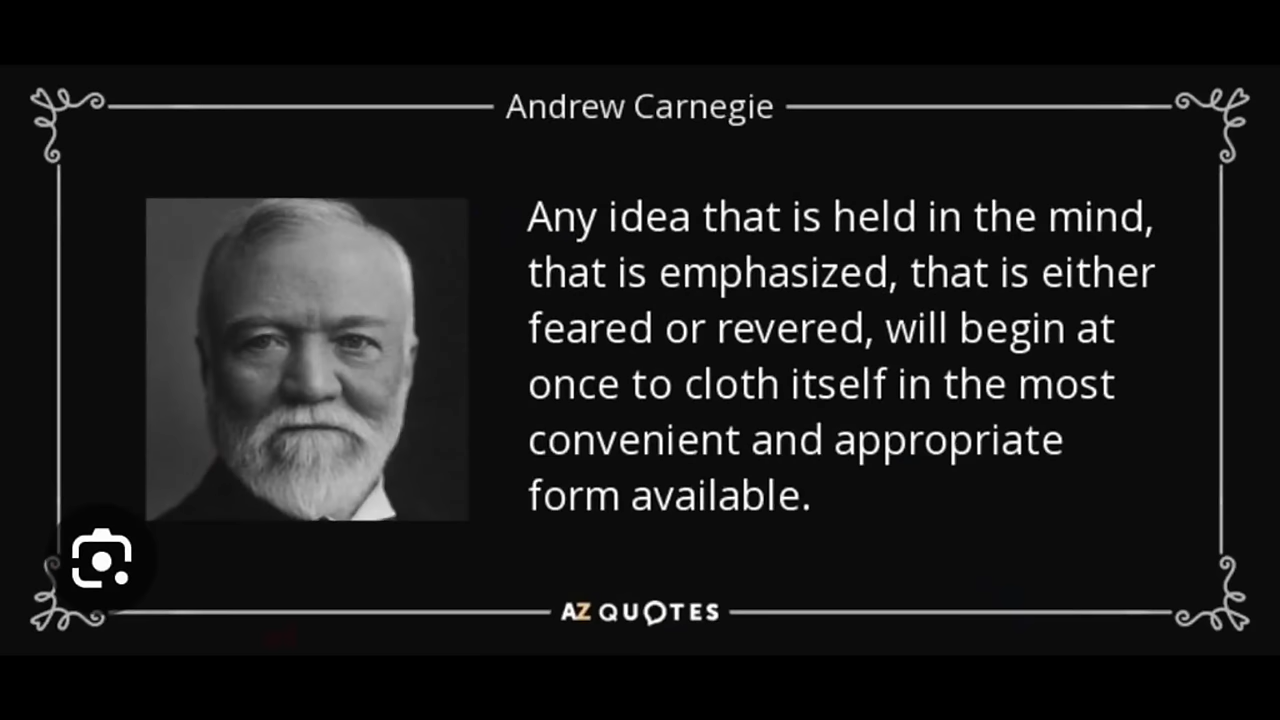 Andrew Carnegie
Any idea that is held in the mind,
that is emphasized, that is either
feared or revered, will begin at
once to cloth itself in the most
convenient and appropriate
form available.
AZ QUOTES